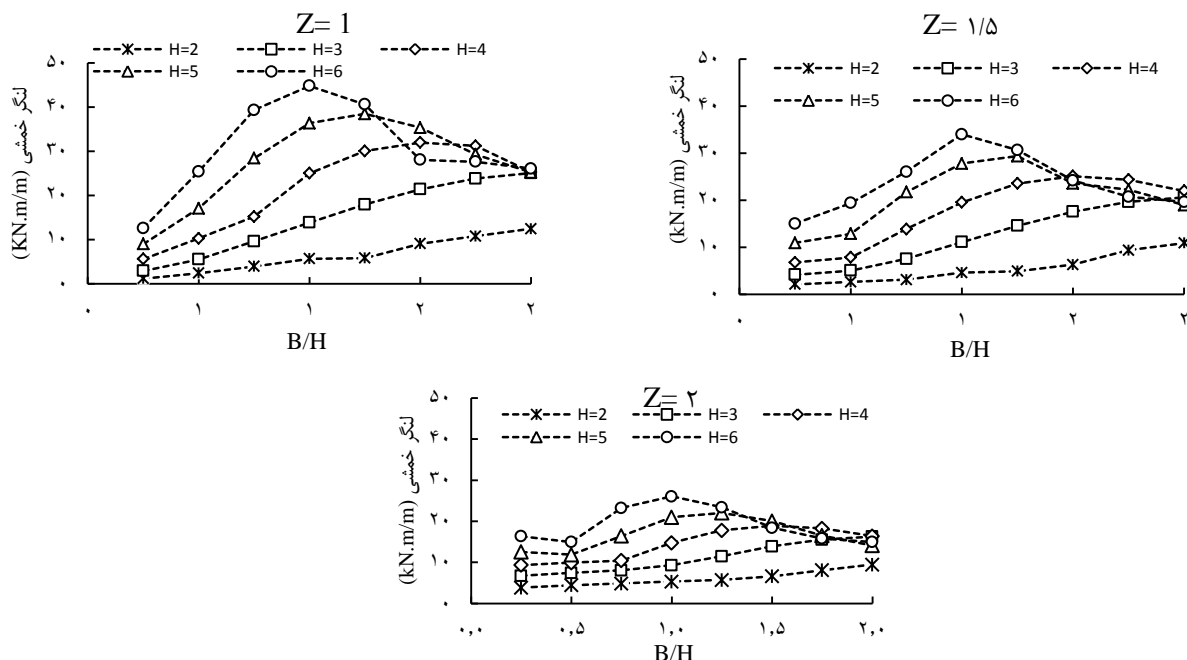 Z= 1
H=2 H=3 H=4
H=5 H=6
۵۰
۴۰
۳۰
۲۰
۱۰
۰
لنگر خمشی (KN.m/m)
۰ ۱ ۱ ۲ ۲
B/H
Z= ۱/۵
H=2 H=3 H=4
H=5 H=6
۵۰
۴۰
۳۰
۲۰
۱۰
۰
لنگر خمشی (kN.m/m)
۰ ۱ ۱ ۲ ۲
B/H
Z= ۲
H=2 H=3 H=4
H=5 H=6
۵۰
۴۰
۳۰
۲۰
۱۰
۰
لنگر خمشی (kN.m/m)
۰,۰ ۰,۵ ۱,۰ ۱,۵ ۲,۰
B/H